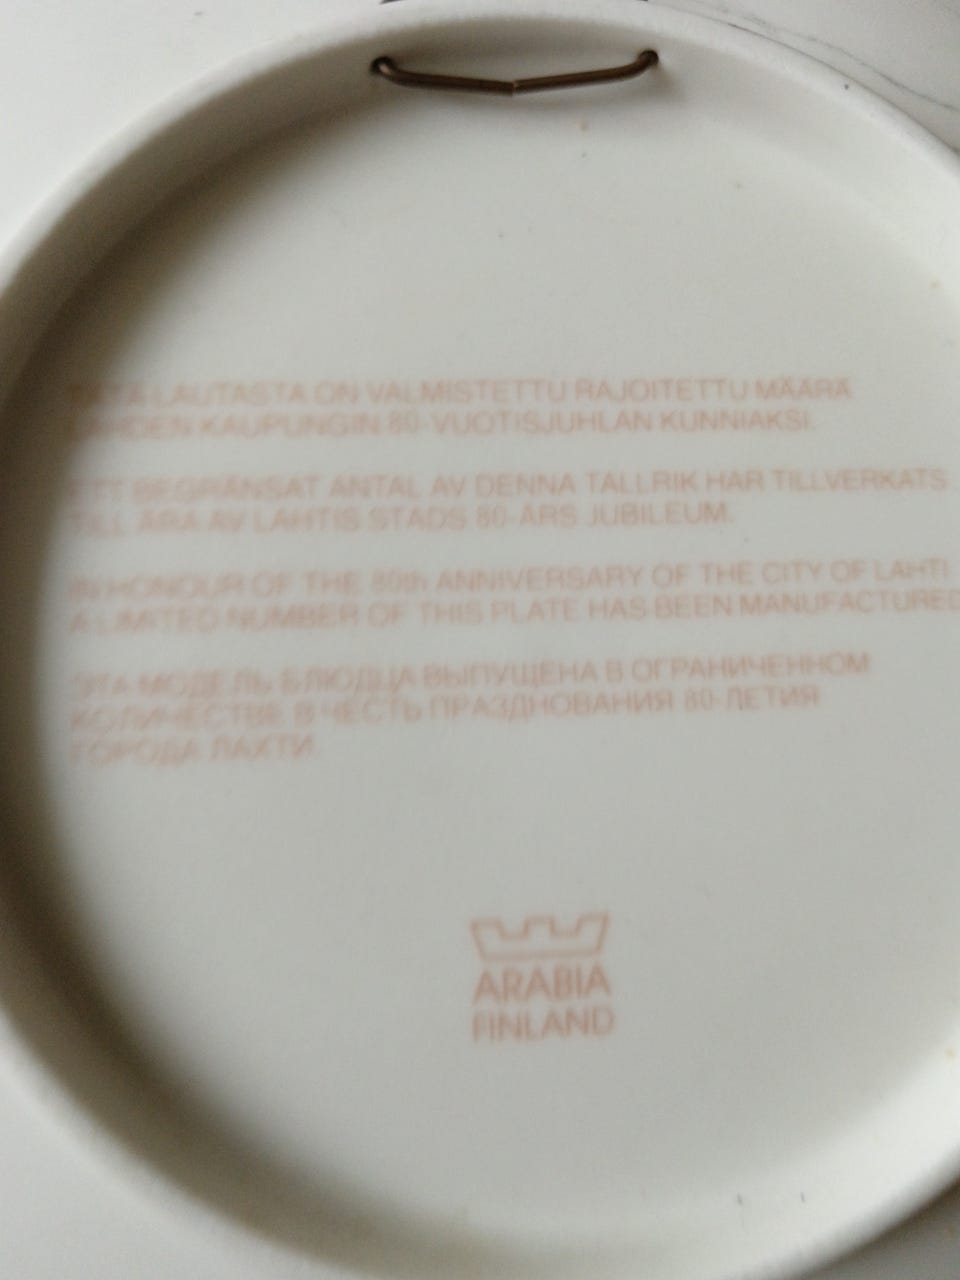 TÄTÄ LAUTASTA ON VALMISTETTU RAJOITETTU MÄÄRÄ
LAHDEN KAUPUNGIN 80-VUOTISJUHLAN KUNNIAKSI.
ETT BEGRÄNSAT ANTAL AV DENNA TALLRIK HAR TILLVERKATS
TILL ÄRA AV LAHTIS STADS 80-ÅRS JUBILEUM.
IN HONOUR OF THE 80th ANNIVERSARY OF THE CITY OF LAHTI
A LIMITED NUMBER OF THIS PLATE HAS BEEN MANUFACTURED
ЭТА МОДЕЛЬ БЛЮДЦА ВЫПУЩЕНА В ОГРАНИЧЕННОМ
КОЛИЧЕСТВЕ В ЧЕСТЬ ПРАЗДНОВАНИЯ 80-ЛЕТИЯ
ГОРОДА ЛАХТИ
ARABIA
FINLAND